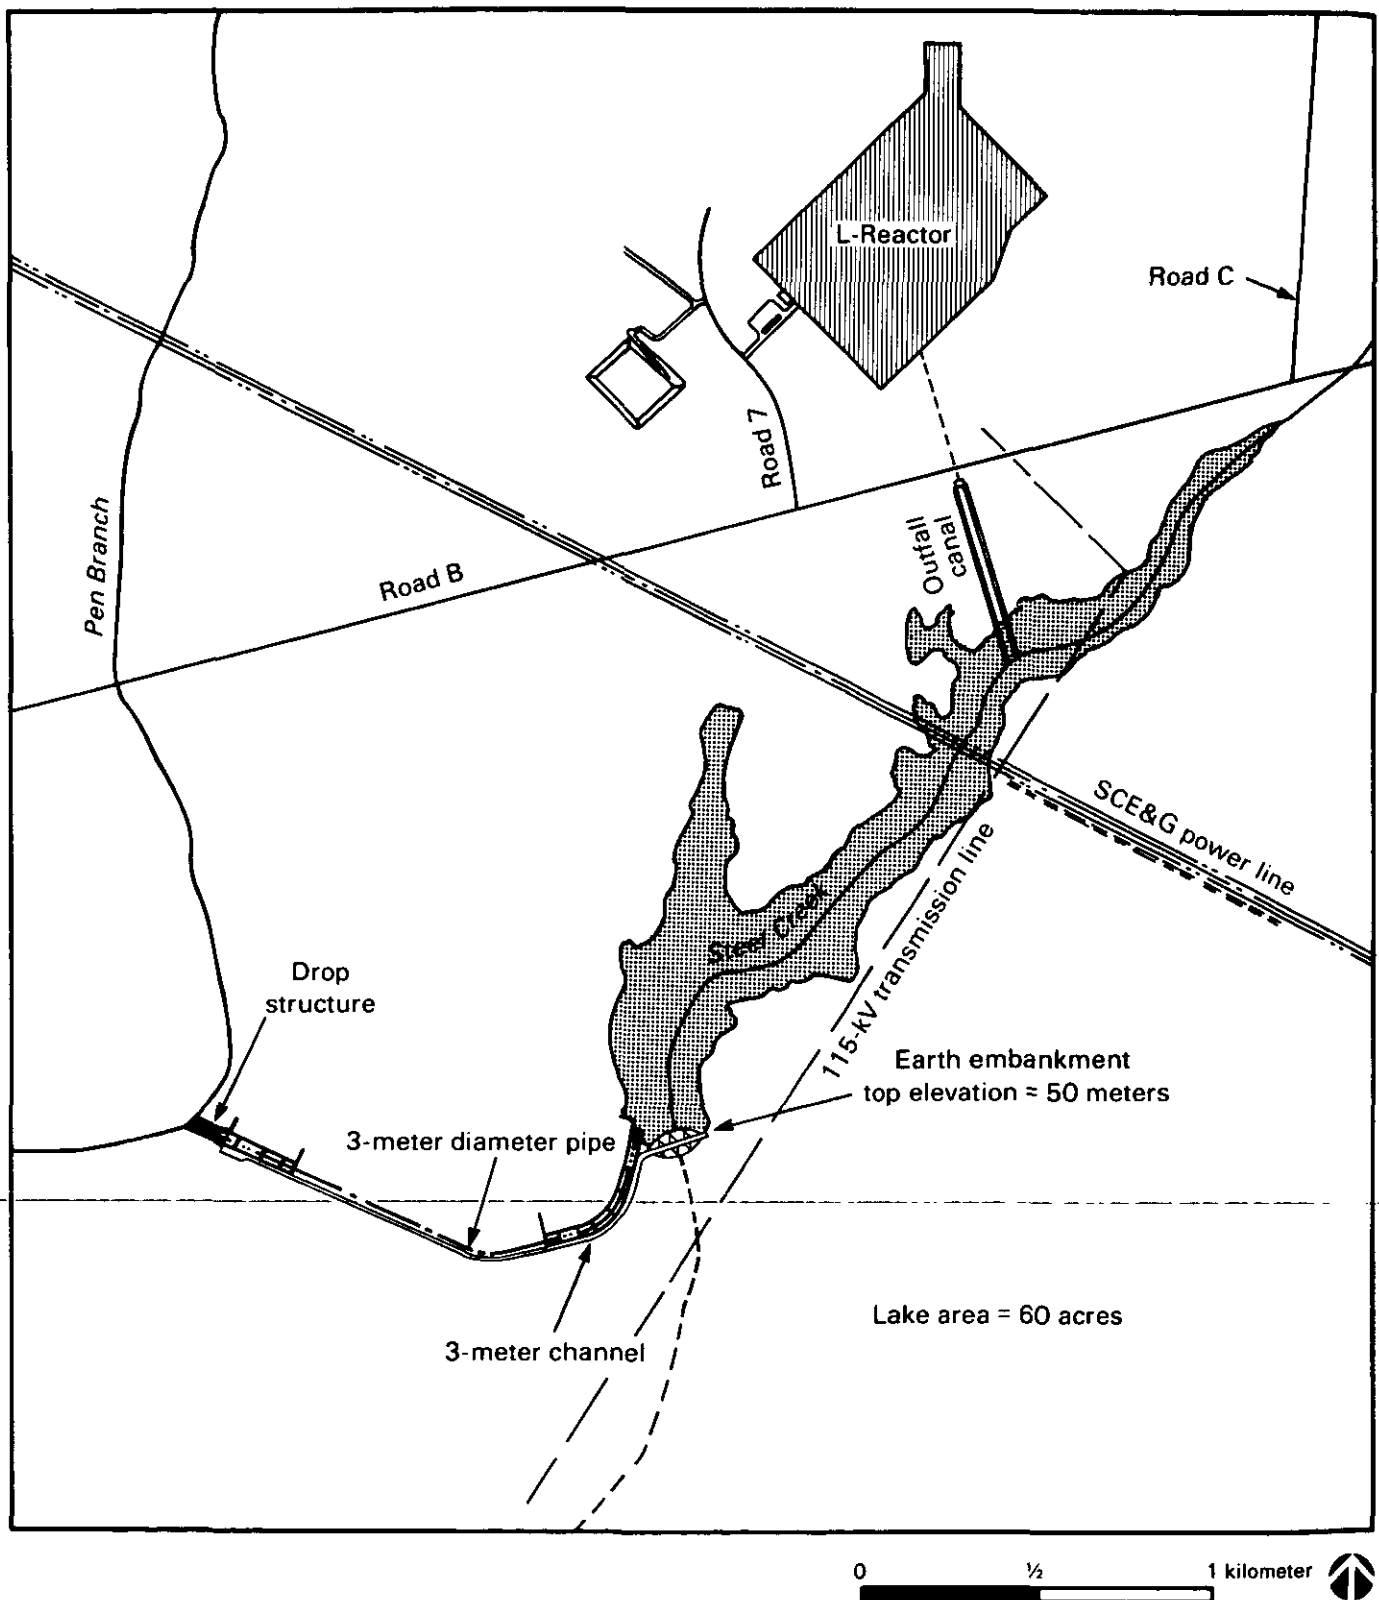 L-Reactor
Road C
Road 7
Outfall
canal
Pen Branch
Road B
SCE&G power line
Steel Creek
115-kV transmission line
Drop
structure
Earth embankment
top elevation = 50 meters
3-meter diameter pipe
Lake area = 60 acres
3-meter channel
0 ½ 1 kilometer